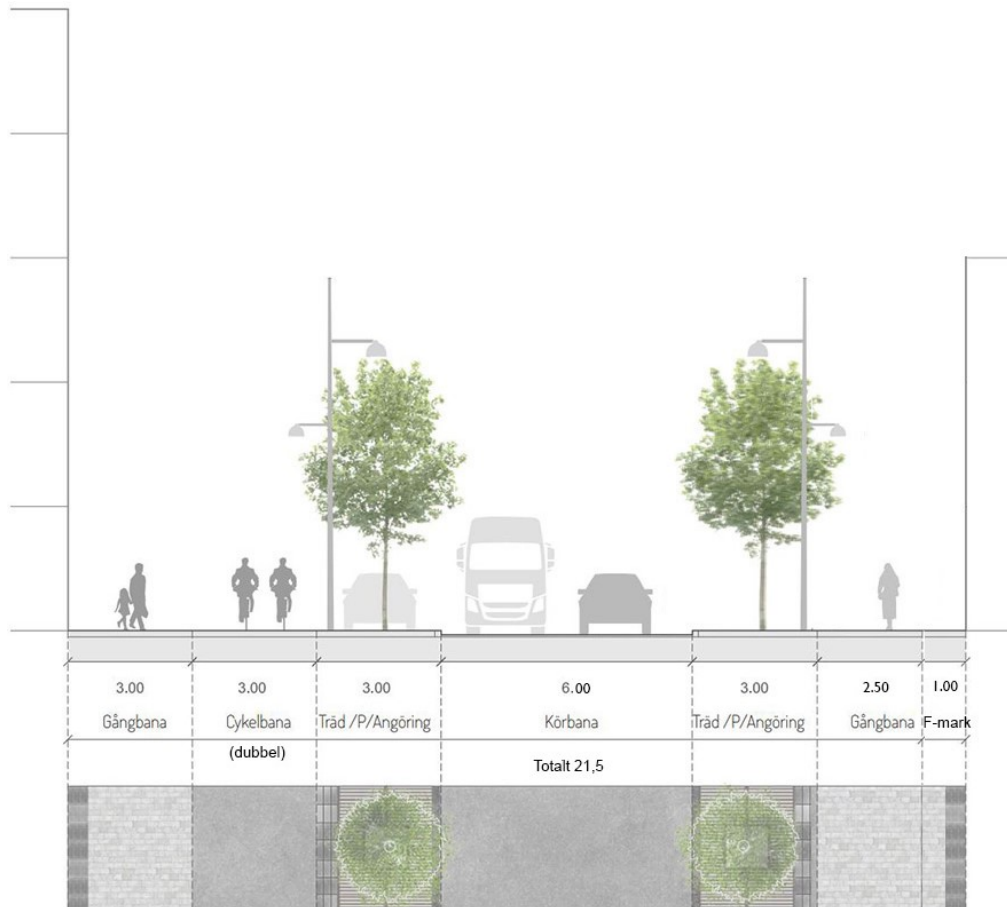 3.00 3.00 3.00 6.00 3.00 2.50 1.00
Gångbana Cykelbana Träd /P/Angöring Körbana Träd /P/Angöring Gångbana F-mark
(dubbel)
Totalt 21,5